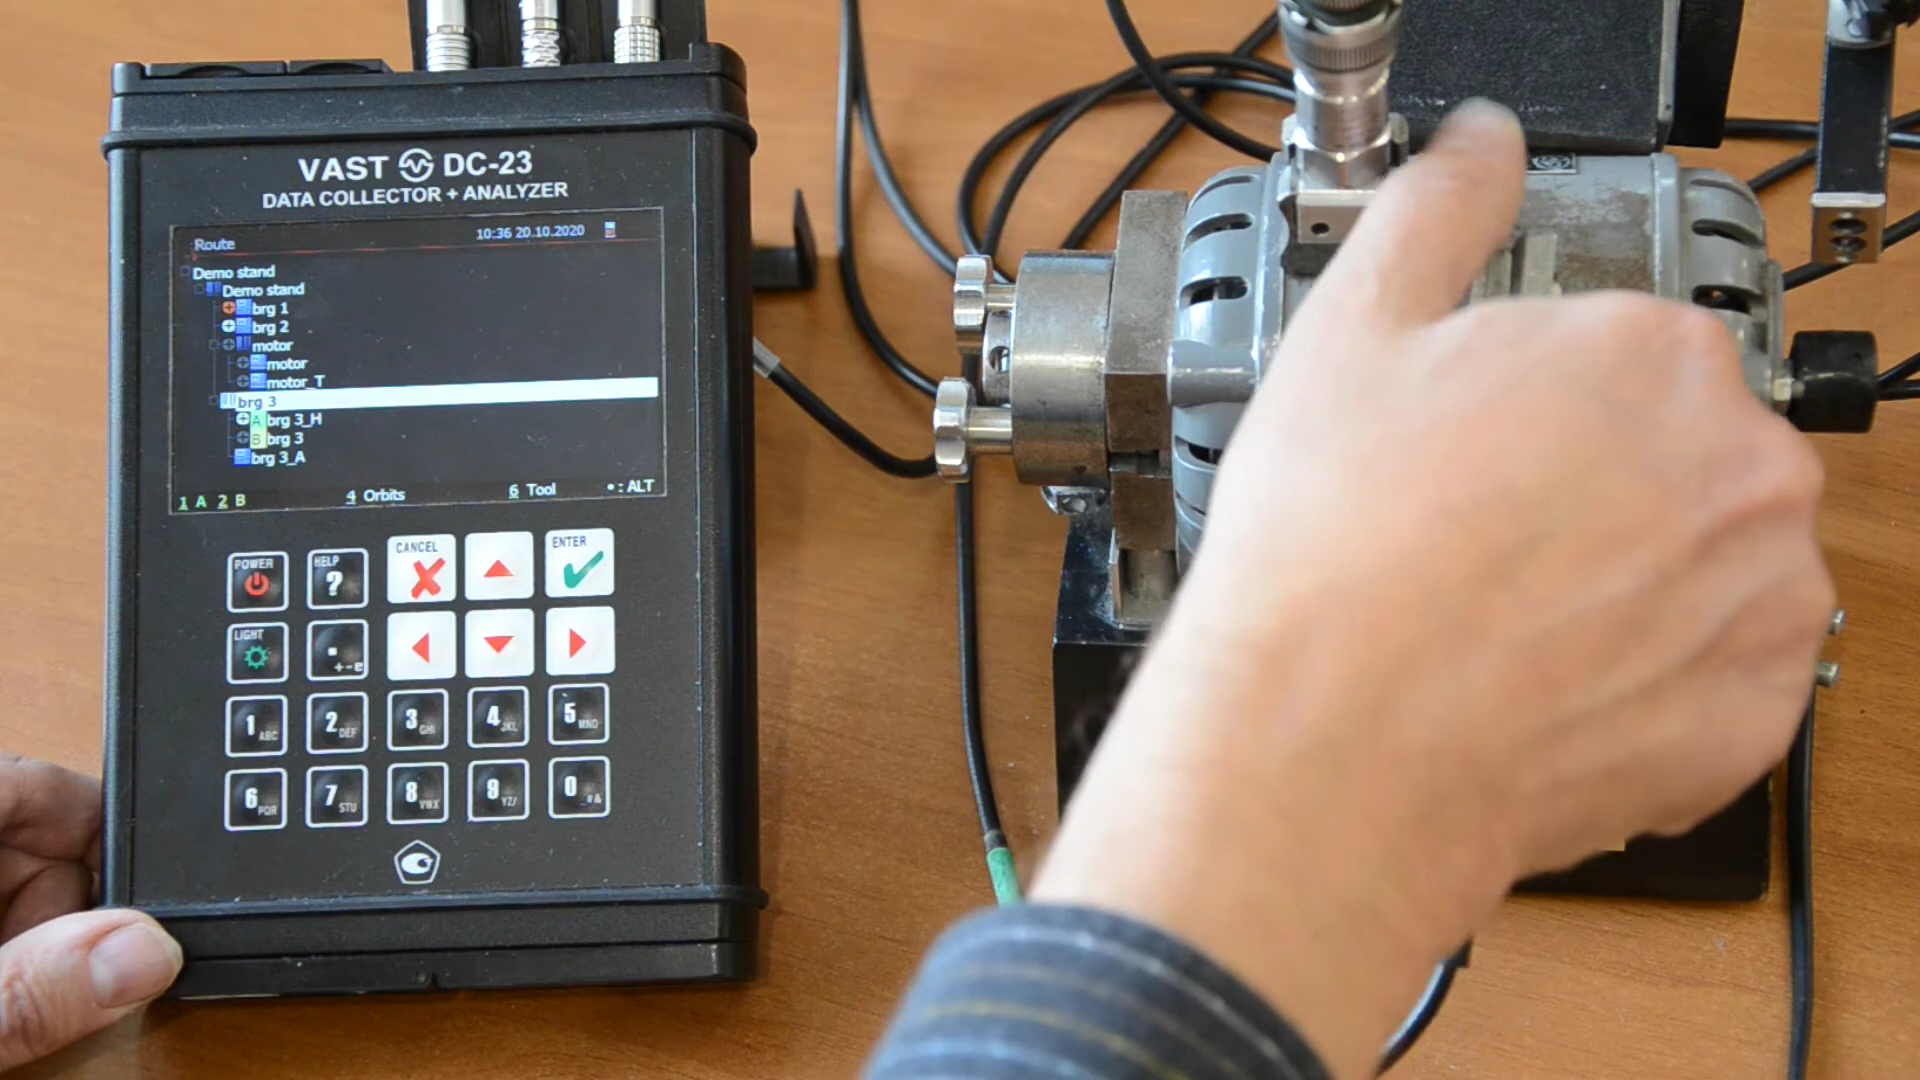 VAST DC-23
DATA COLLECTOR + ANALYZER
Route 10:36 20.10.2020
Demo stand
Demo stand
brg 1
brg 2
motor
motor
motor_T
brg 3
A brg 3_H
B brg 3
brg 3_A
1 A 2 B 4 Orbits 6 Tool •:ALT
POWER HELP ? CANCEL ENTER
LIGHT . +-e
1 ABC 2 DEF 3 GHI 4 JKL 5 MNO
6 PQR 7 STU 8 VWX 9 YZ/ 0 _#&